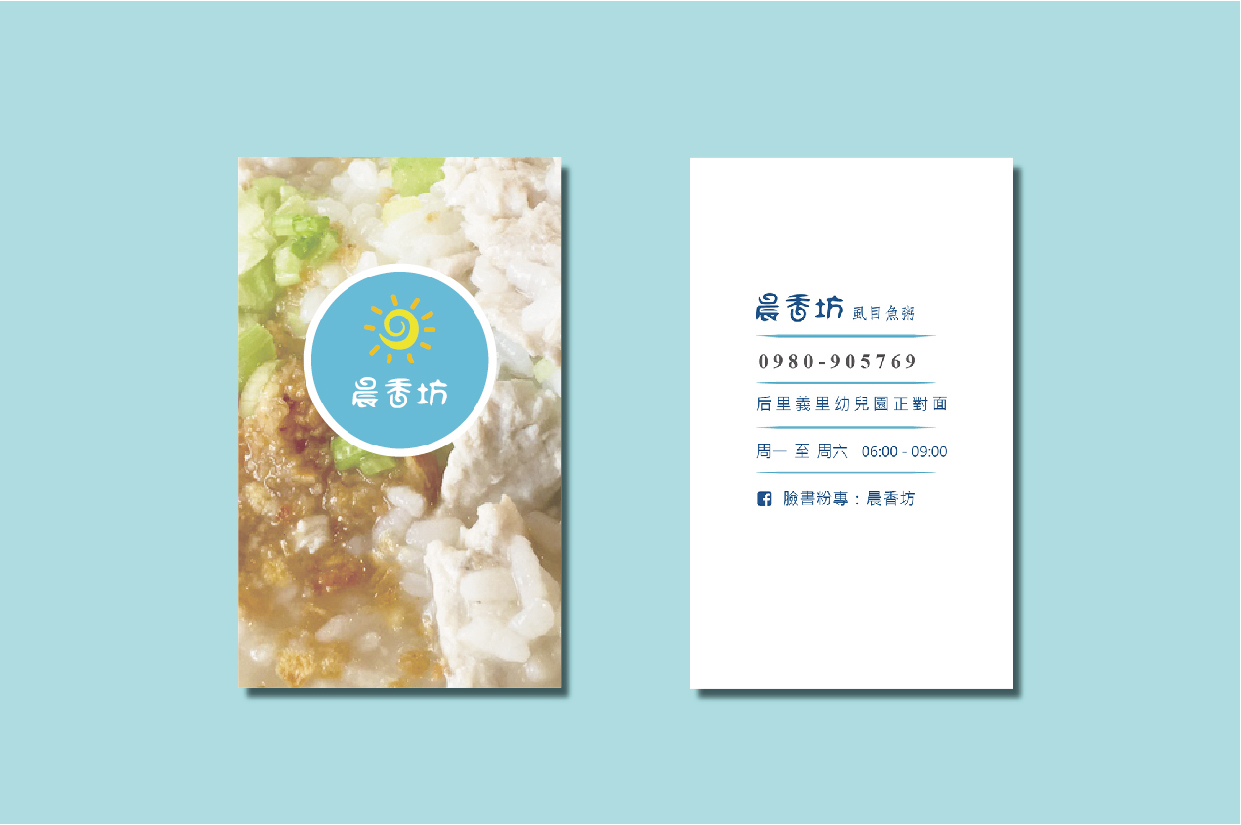 晨香坊
晨香坊 虱目魚粥
0980-905769
后里義里幼兒園正對面
周一 至 周六 06:00 - 09:00
臉書粉專：晨香坊